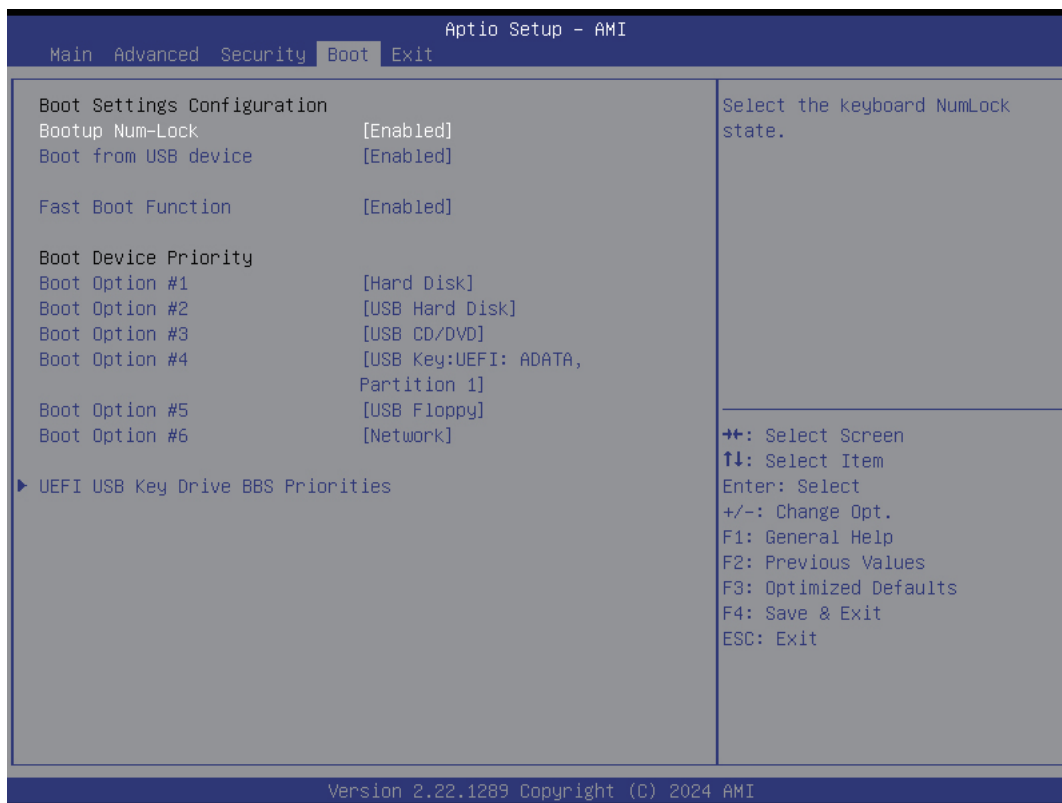 Aptio Setup – AMI
Main Advanced Security Boot Exit
Boot Settings Configuration
Bootup Num-Lock [Enabled]
Boot from USB device [Enabled]
Fast Boot Function [Enabled]
Boot Device Priority
Boot Option #1 [Hard Disk]
Boot Option #2 [USB Hard Disk]
Boot Option #3 [USB CD/DVD]
Boot Option #4 [USB Key:UEFI: ADATA,
Partition 1]
Boot Option #5 [USB Floppy]
Boot Option #6 [Network]
▶ UEFI USB Key Drive BBS Priorities
Select the keyboard NumLock
state.
→←: Select Screen
↑↓: Select Item
Enter: Select
+/-: Change Opt.
F1: General Help
F2: Previous Values
F3: Optimized Defaults
F4: Save & Exit
ESC: Exit
Version 2.22.1289 Copyright (C) 2024 AMI